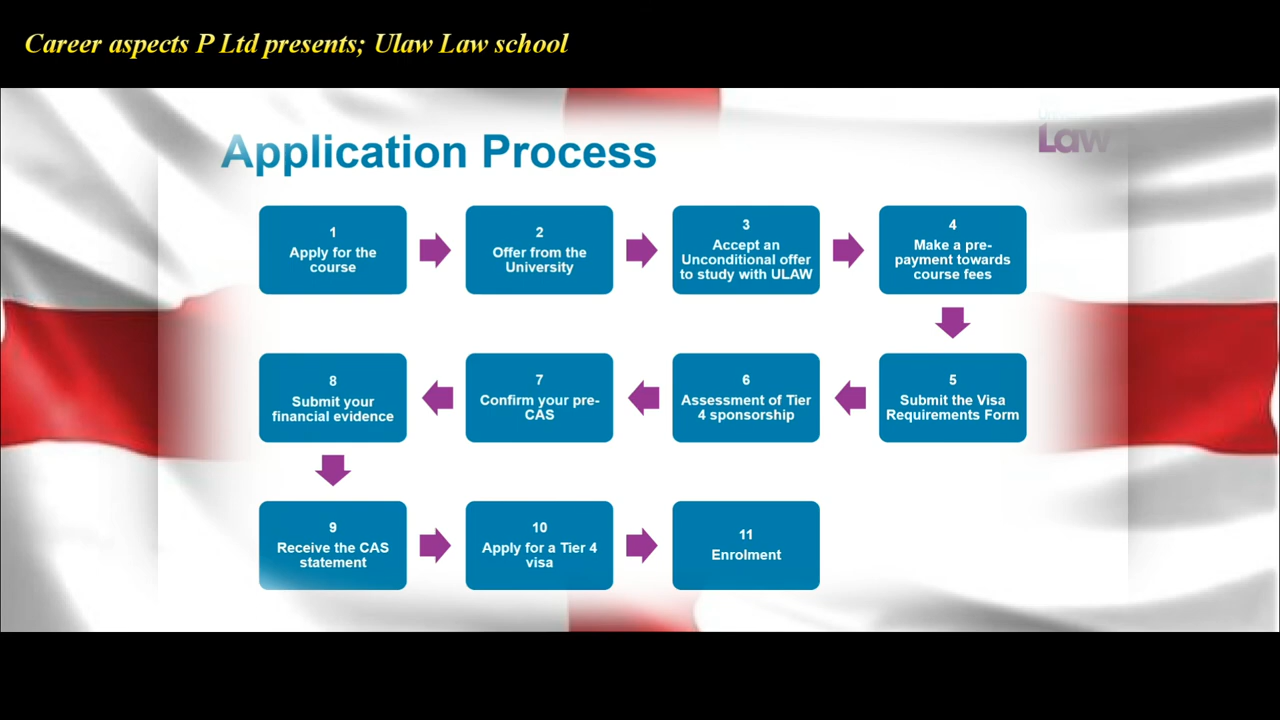 Career aspects P Ltd presents; Ulaw Law school
Application Process
Law
1
Apply for the
course
2
Offer from the
University
3
Accept an
Unconditional offer
to study with ULAW
4
Make a pre-
payment towards
course fees
5
Submit the Visa
Requirements Form
6
Assessment of Tier
4 sponsorship
7
Confirm your pre-
CAS
8
Submit your
financial evidence
9
Receive the CAS
statement
10
Apply for a Tier 4
visa
11
Enrolment